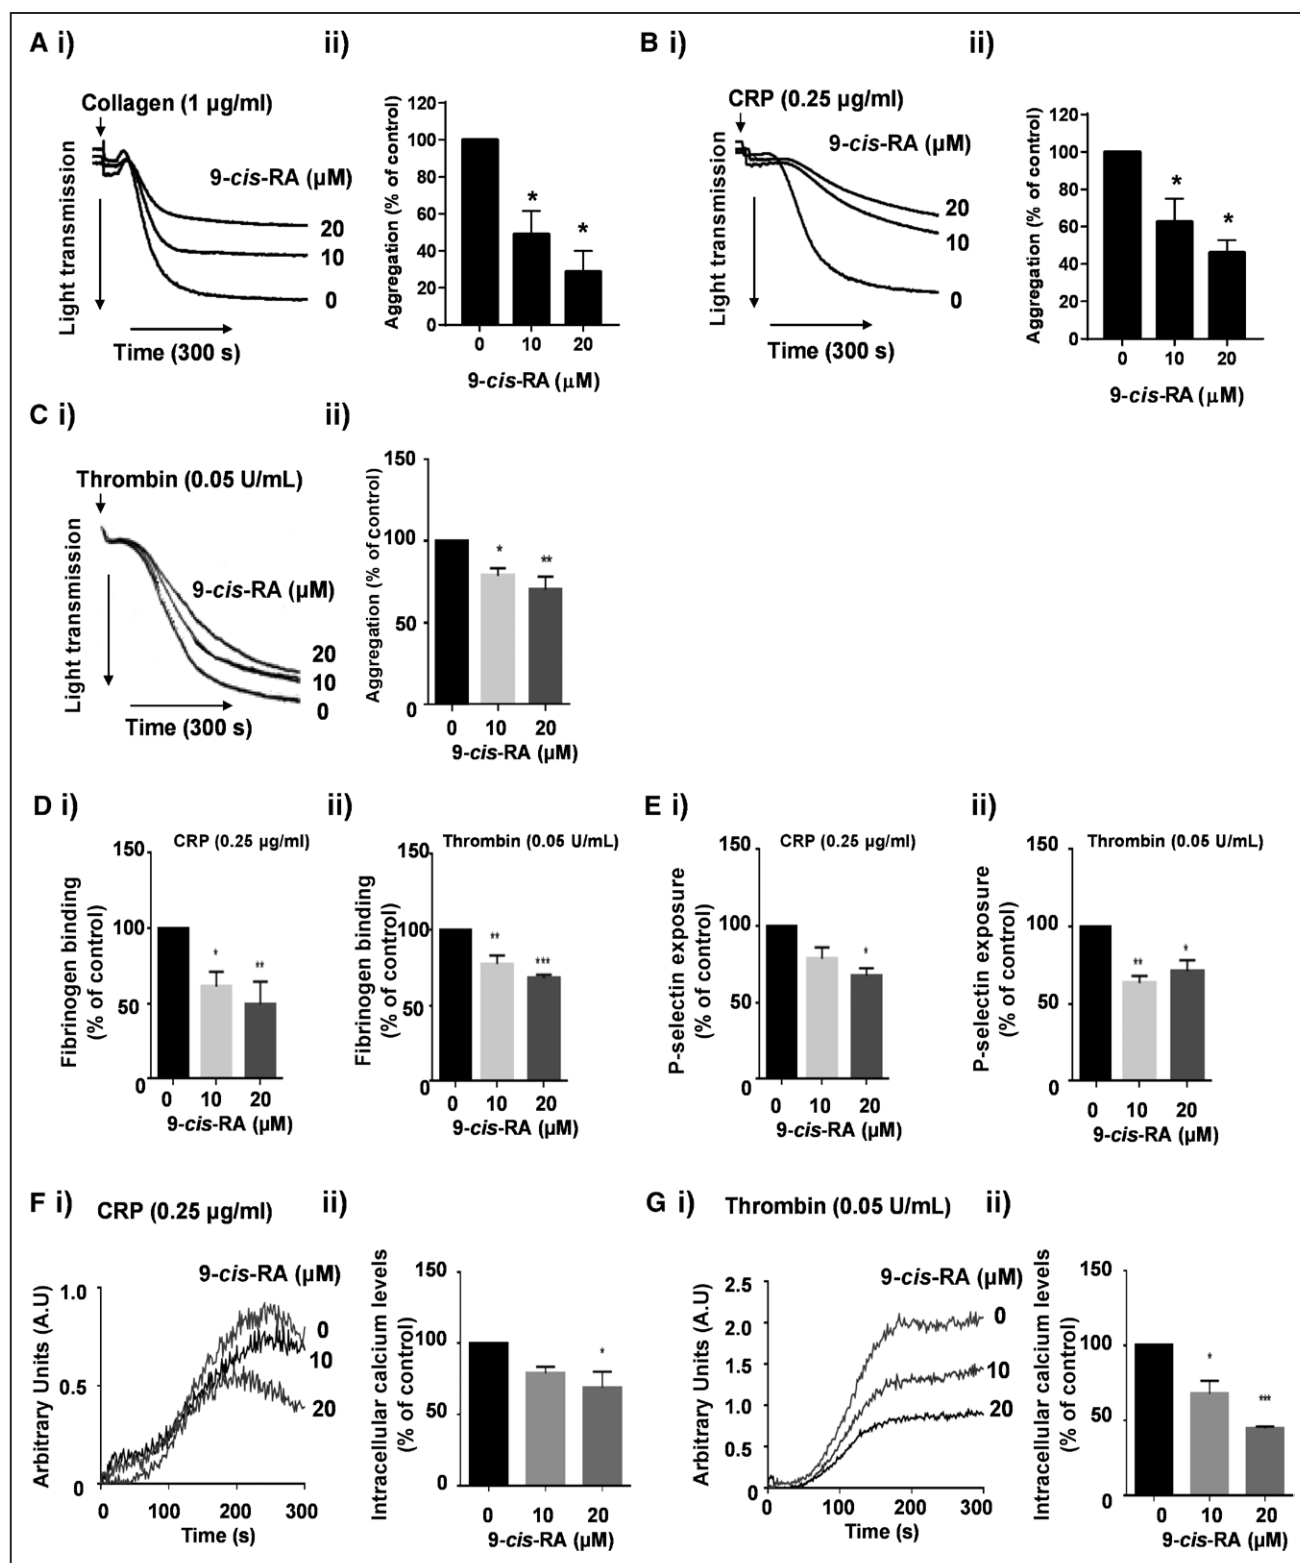 A i)
ii)
B i)
ii)
Collagen (1 µg/ml)
9-cis-RA (µM)
20
10
0
Light transmission
Time (300 s)
Aggregation (% of control)
120
100
80
60
40
20
0
*
*
0 10 20
9-cis-RA (µM)
CRP (0.25 µg/ml)
9-cis-RA (µM)
20
10
0
Light transmission
Time (300 s)
Aggregation (% of control)
120
100
80
60
40
20
0
*
*
0 10 20
9-cis-RA (µM)
C i)
ii)
Thrombin (0.05 U/mL)
9-cis-RA (µM)
20
10
0
Light transmission
Time (300 s)
Aggregation (% of control)
150
100
50
0
*
**
0 10 20
9-cis-RA (µM)
D i)
ii)
E i)
ii)
CRP (0.25 µg/ml)
Fibrinogen binding
(% of control)
150
100
50
0
*
**
0 10 20
9-cis-RA (µM)
Thrombin (0.05 U/mL)
Fibrinogen binding
(% of control)
150
100
50
0
**
***
0 10 20
9-cis-RA (µM)
CRP (0.25 µg/ml)
P-selectin exposure
(% of control)
150
100
50
0
*
0 10 20
9-cis-RA (µM)
Thrombin (0.05 U/mL)
P-selectin exposure
(% of control)
150
100
50
0
**
*
0 10 20
9-cis-RA (µM)
F i)
ii)
G i)
ii)
CRP (0.25 µg/ml)
9-cis-RA (µM)
0
10
20
Arbitrary Units (A.U)
1.0
0.5
0
0 100 200 300
Time (s)
Intracellular calcium levels
(% of control)
150
100
50
0
*
0 10 20
9-cis-RA (µM)
Thrombin (0.05 U/mL)
9-cis-RA (µM)
0
10
20
Arbitrary Units (A.U)
2.5
2.0
1.5
1.0
0.5
0
0 100 200 300
Time (s)
Intracellular calcium levels
(% of control)
150
100
50
0
*
***
0 10 20
9-cis-RA (µM)